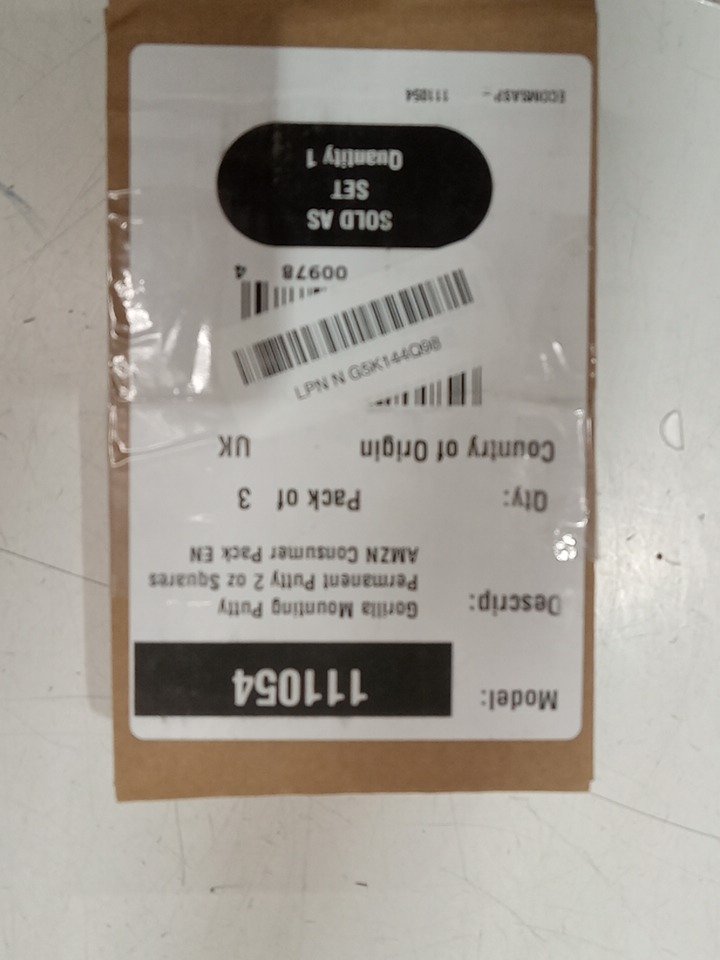 Model: 111054
Descrip: Gorilla Mounting Putty
Permanent Putty 2 oz Squares
AMZN Consumer Pack EN
Qty: Pack of 3
Country of Origin UK
LPN N G5K144Q98
00978 4
SOLD AS
SET
Quantity 1
111054